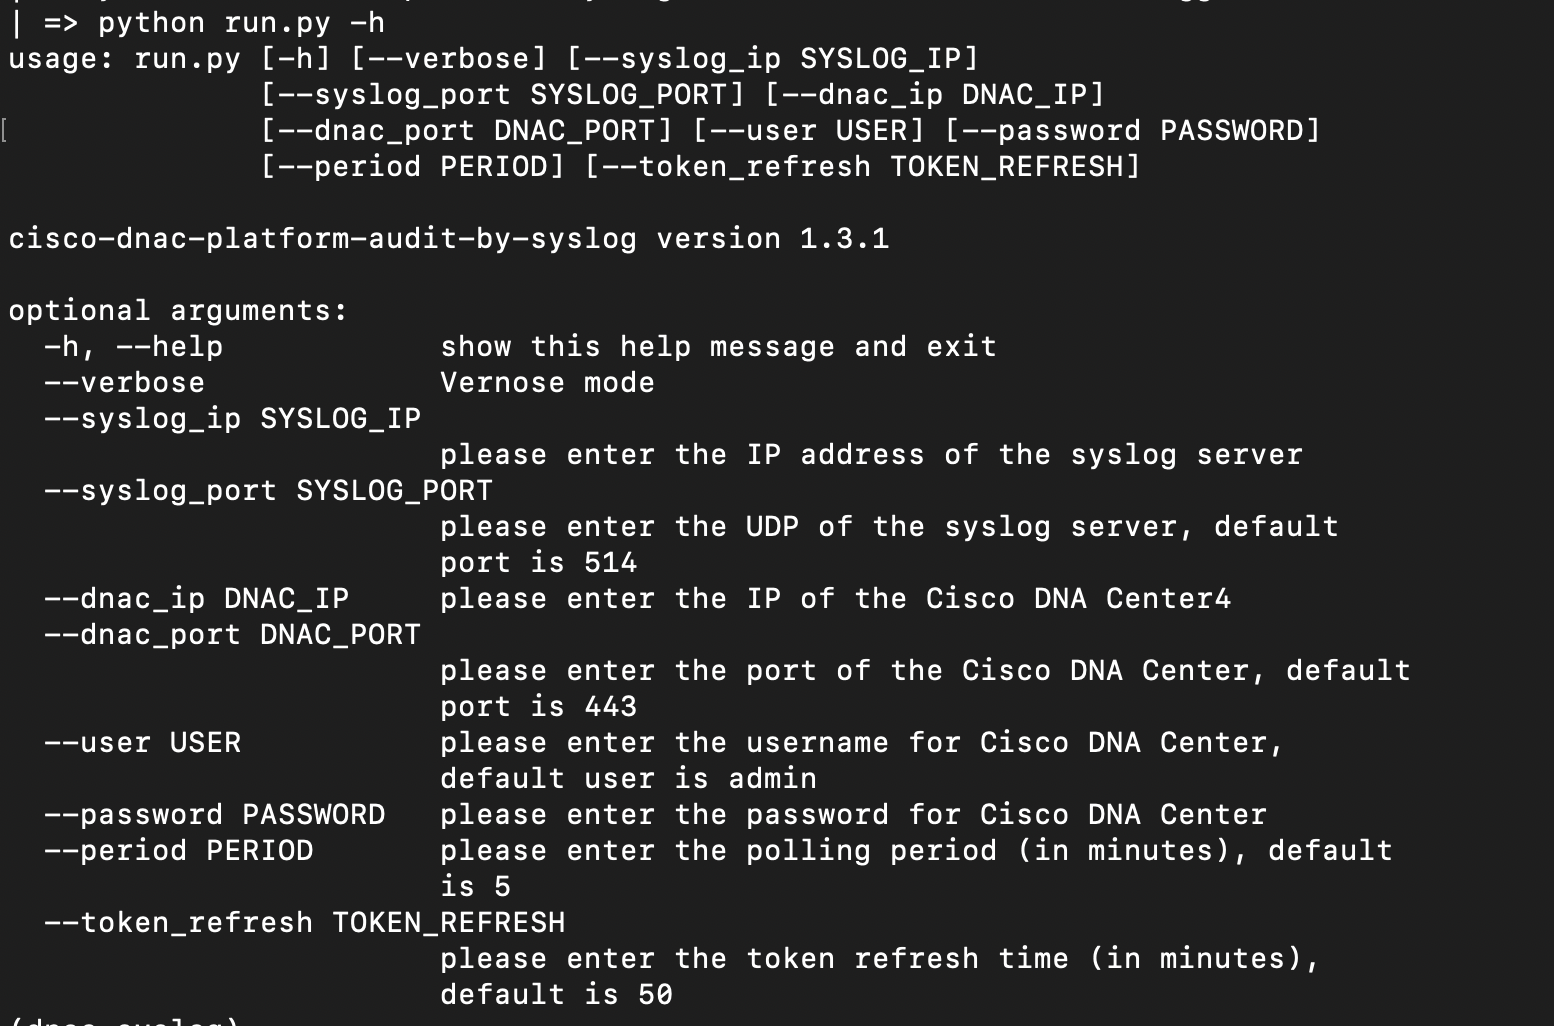 | => python run.py -h
usage: run.py [-h] [--verbose] [--syslog_ip SYSLOG_IP]
              [--syslog_port SYSLOG_PORT] [--dnac_ip DNAC_IP]
[             [--dnac_port DNAC_PORT] [--user USER] [--password PASSWORD]
              [--period PERIOD] [--token_refresh TOKEN_REFRESH]

cisco-dnac-platform-audit-by-syslog version 1.3.1

optional arguments:
  -h, --help            show this help message and exit
  --verbose             Vernose mode
  --syslog_ip SYSLOG_IP
                        please enter the IP address of the syslog server
  --syslog_port SYSLOG_PORT
                        please enter the UDP of the syslog server, default
                        port is 514
  --dnac_ip DNAC_IP     please enter the IP of the Cisco DNA Center4
  --dnac_port DNAC_PORT
                        please enter the port of the Cisco DNA Center, default
                        port is 443
  --user USER           please enter the username for Cisco DNA Center,
                        default user is admin
  --password PASSWORD   please enter the password for Cisco DNA Center
  --period PERIOD       please enter the polling period (in minutes), default
                        is 5
  --token_refresh TOKEN_REFRESH
                        please enter the token refresh time (in minutes),
                        default is 50